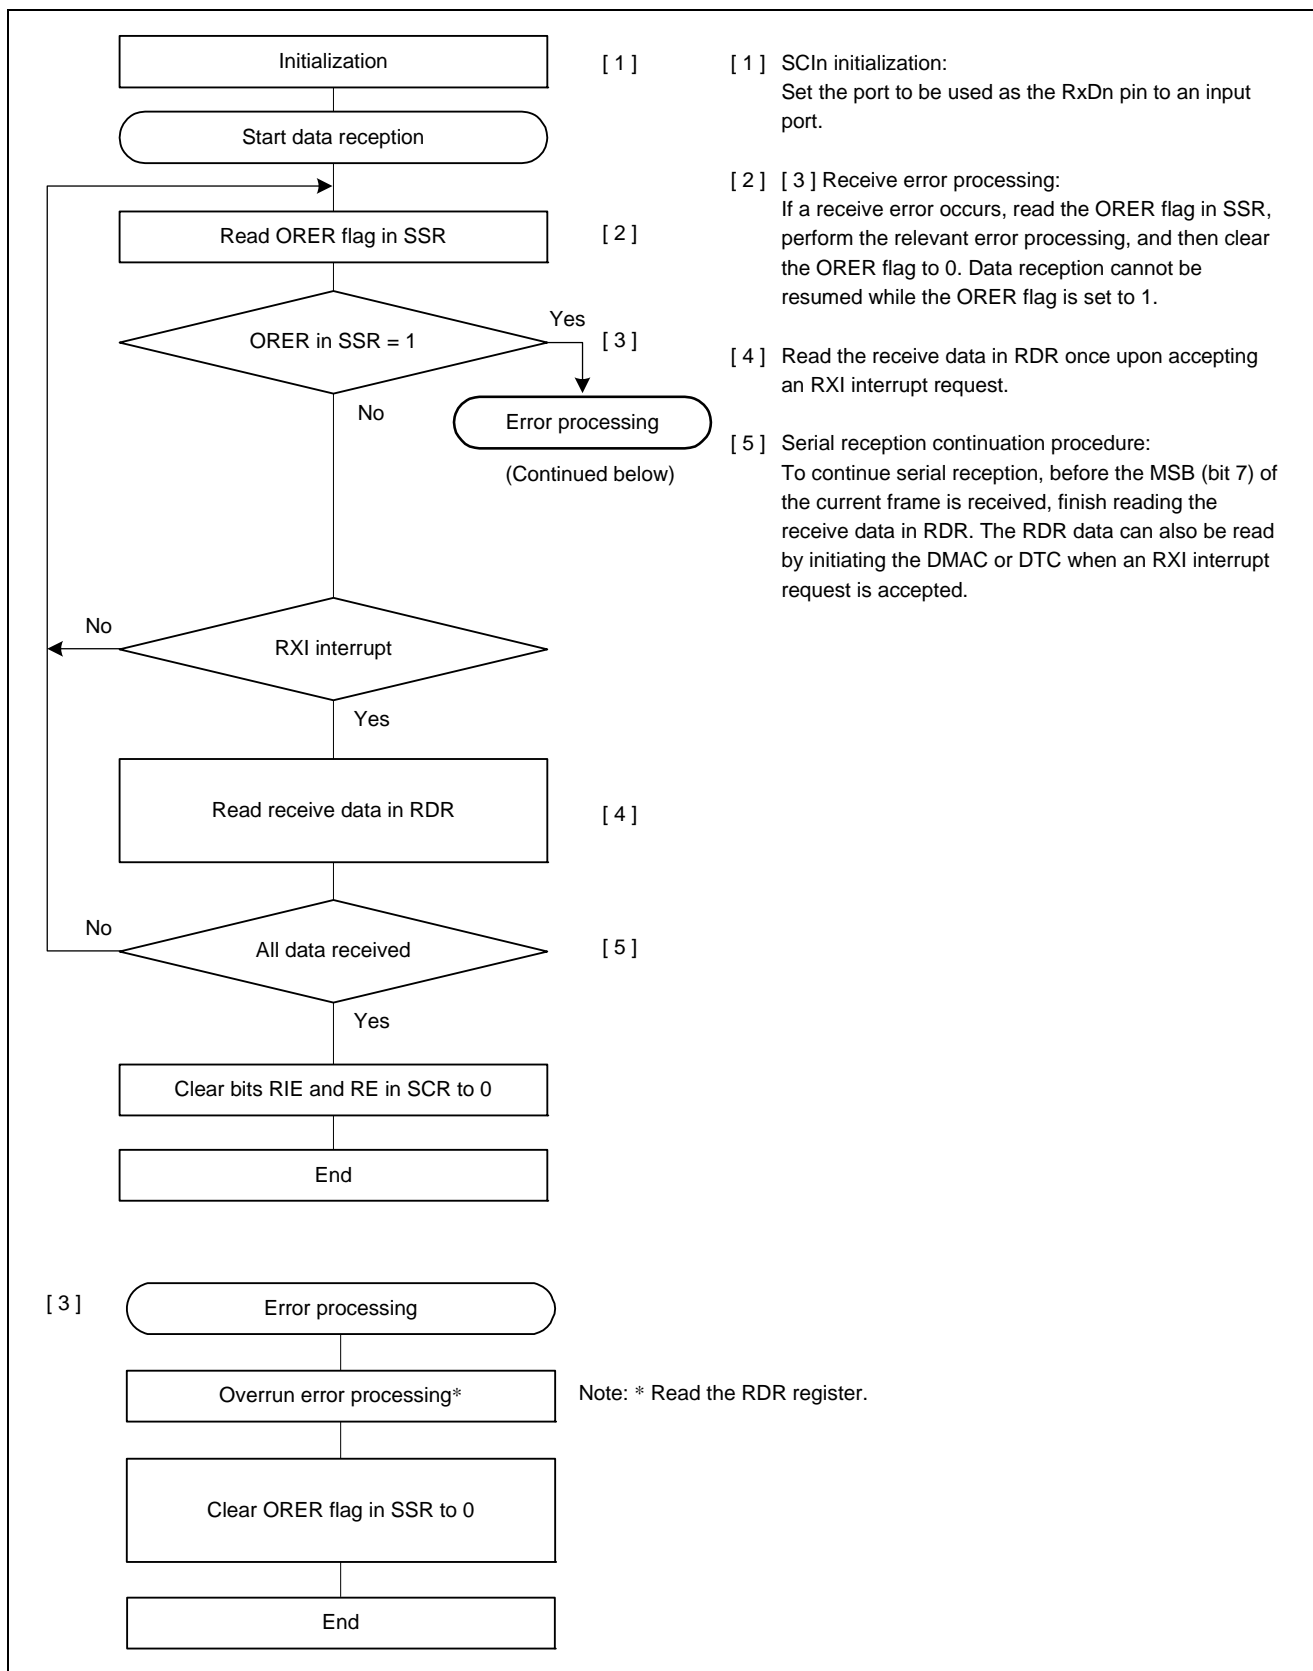 Initialization
[ 1 ]
Start data reception
Read ORER flag in SSR
[ 2 ]
ORER in SSR = 1
Yes
[ 3 ]
No
Error processing
(Continued below)
No
RXI interrupt
Yes
Read receive data in RDR
[ 4 ]
No
All data received
[ 5 ]
Yes
Clear bits RIE and RE in SCR to 0
End
[ 1 ] SCIn initialization:
Set the port to be used as the RxDn pin to an input
port.
[ 2 ] [ 3 ] Receive error processing:
If a receive error occurs, read the ORER flag in SSR,
perform the relevant error processing, and then clear
the ORER flag to 0. Data reception cannot be
resumed while the ORER flag is set to 1.
[ 4 ] Read the receive data in RDR once upon accepting
an RXI interrupt request.
[ 5 ] Serial reception continuation procedure:
To continue serial reception, before the MSB (bit 7) of
the current frame is received, finish reading the
receive data in RDR. The RDR data can also be read
by initiating the DMAC or DTC when an RXI interrupt
request is accepted.
[ 3 ]
Error processing
Overrun error processing*
Note: * Read the RDR register.
Clear ORER flag in SSR to 0
End